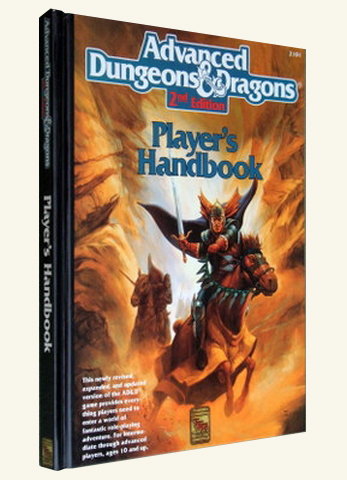 Advanced
Dungeons & Dragons®
2nd Edition
Player's
Handbook
This newly revised,
expanded, and updated
version of the AD&D®
game provides every-
thing players need to
enter a world of
fantastic role-playing
adventure. For interme-
diate through advanced
players, ages 10 and up.
Advanced
Dungeons & Dragons
Player's Handbook